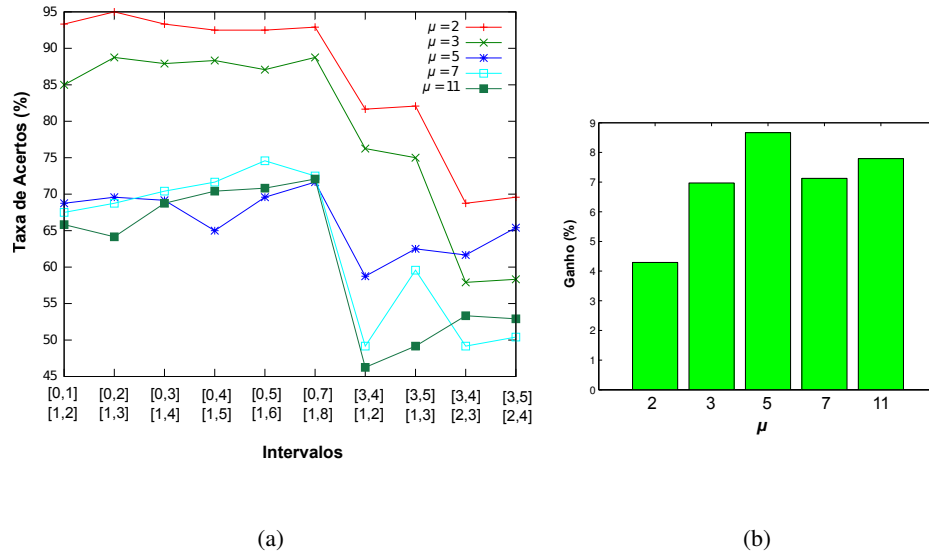 95
90
85
80
75
70
65
60
55
50
45
Taxa de Acertos (%)
μ = 2
μ = 3
μ = 5
μ = 7
μ = 11
[0,1] [0,2] [0,3] [0,4] [0,5] [0,7] [3,4] [3,5] [3,4] [3,5]
[1,2] [1,3] [1,4] [1,5] [1,6] [1,8] [1,2] [1,3] [2,3] [2,4]
Intervalos
(a)
9
8
7
6
5
4
3
2
1
0
Ganho (%)
2 3 5 7 11
μ
(b)